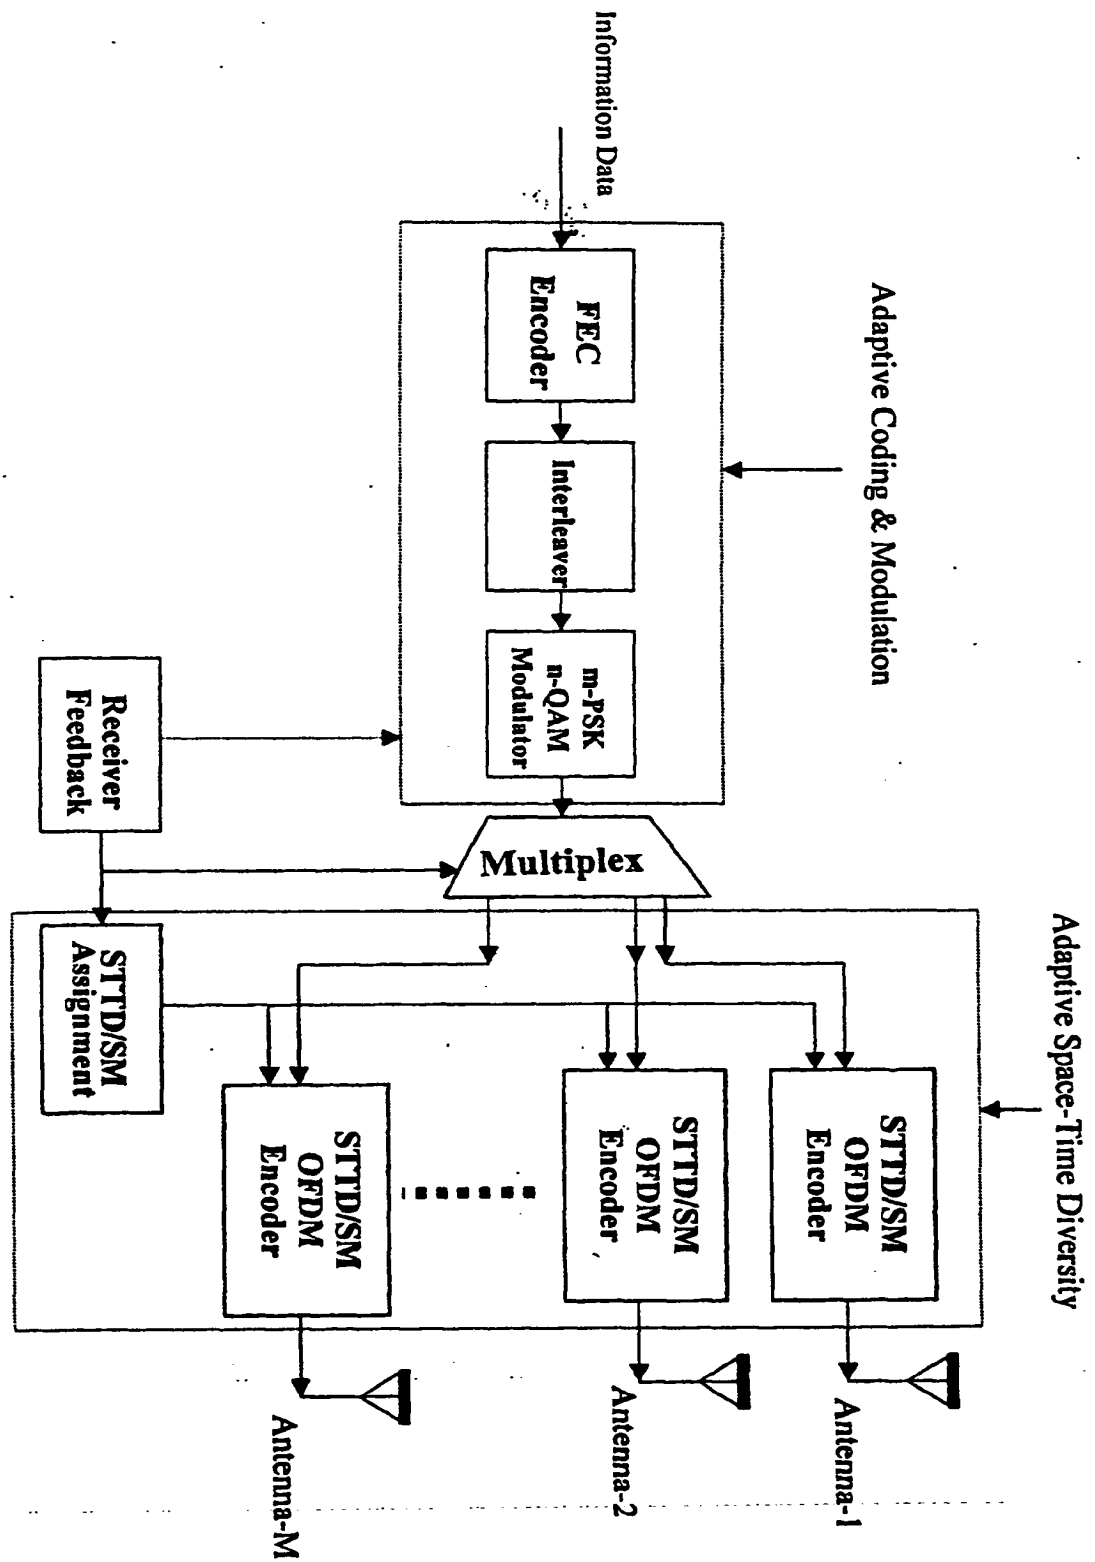 Adaptive Coding & Modulation
Adaptive Space-Time Diversity
Information Data
FEC
Encoder
Interleaver
m-PSK
n-QAM
Modulator
Multiplex
STTD/SM
OFDM
Encoder
Antenna-1
STTD/SM
OFDM
Encoder
Antenna-2
STTD/SM
OFDM
Encoder
Antenna-M
Receiver
Feedback
STTD/SM
Assignment